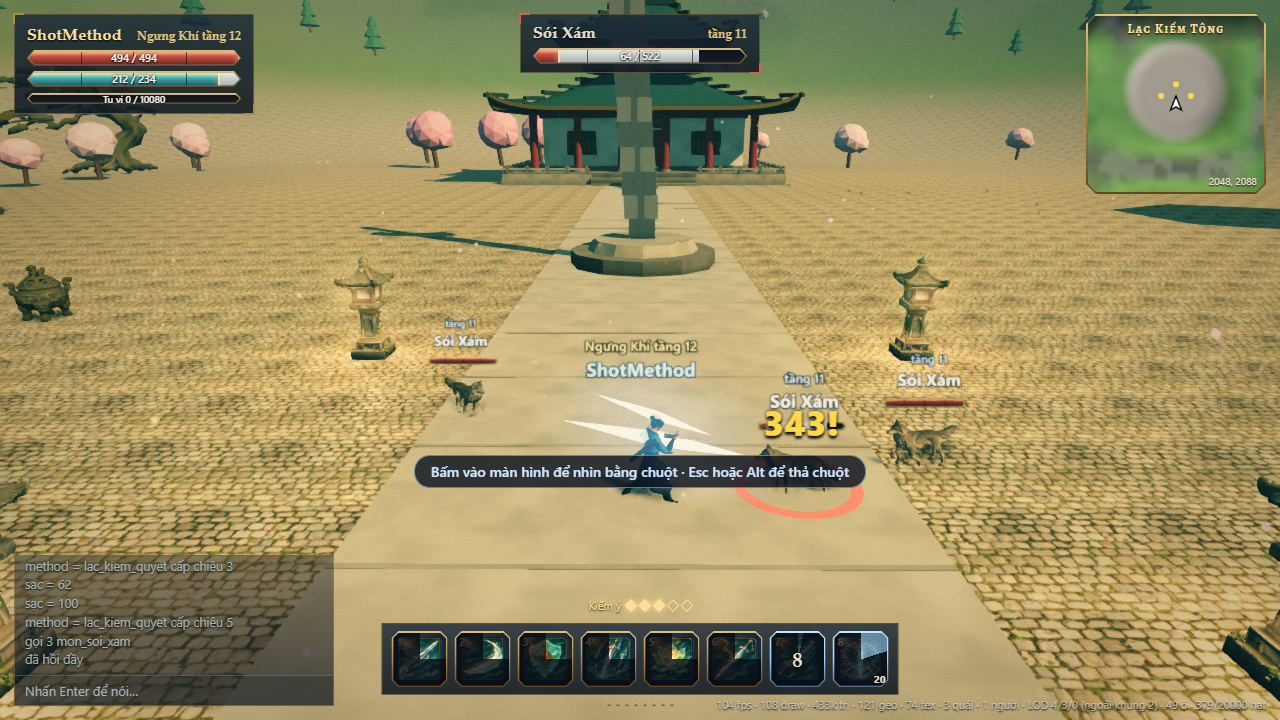 ShotMethod
Ngưng Khí tầng 12
494 / 494
212 / 234
Tu vi 0 / 10080
Sói Xám
tầng 11
64 / 522
LẠC KIẾM TÔNG
2048, 2088
tầng 11
Sói Xám
Ngưng Khí tầng 12
ShotMethod
tầng 11
Sói Xám
343!
tầng 11
Sói Xám
Bấm vào màn hình để nhìn bằng chuột · Esc hoặc Alt để thả chuột
method = lac_kiem_quyet cấp chiêu 3
sac = 62
sac = 100
method = lac_kiem_quyet cấp chiêu 5
gọi 3 mon_soi_xam
đã hồi đầy
Nhấn Enter để nói...
Kiếm ý
8
20
104 fps · 108 draw · 433k tri · 121 geo · 74 tex · 3 quái · 1 người · LOD 4/3/0 (ngoài khung 2)